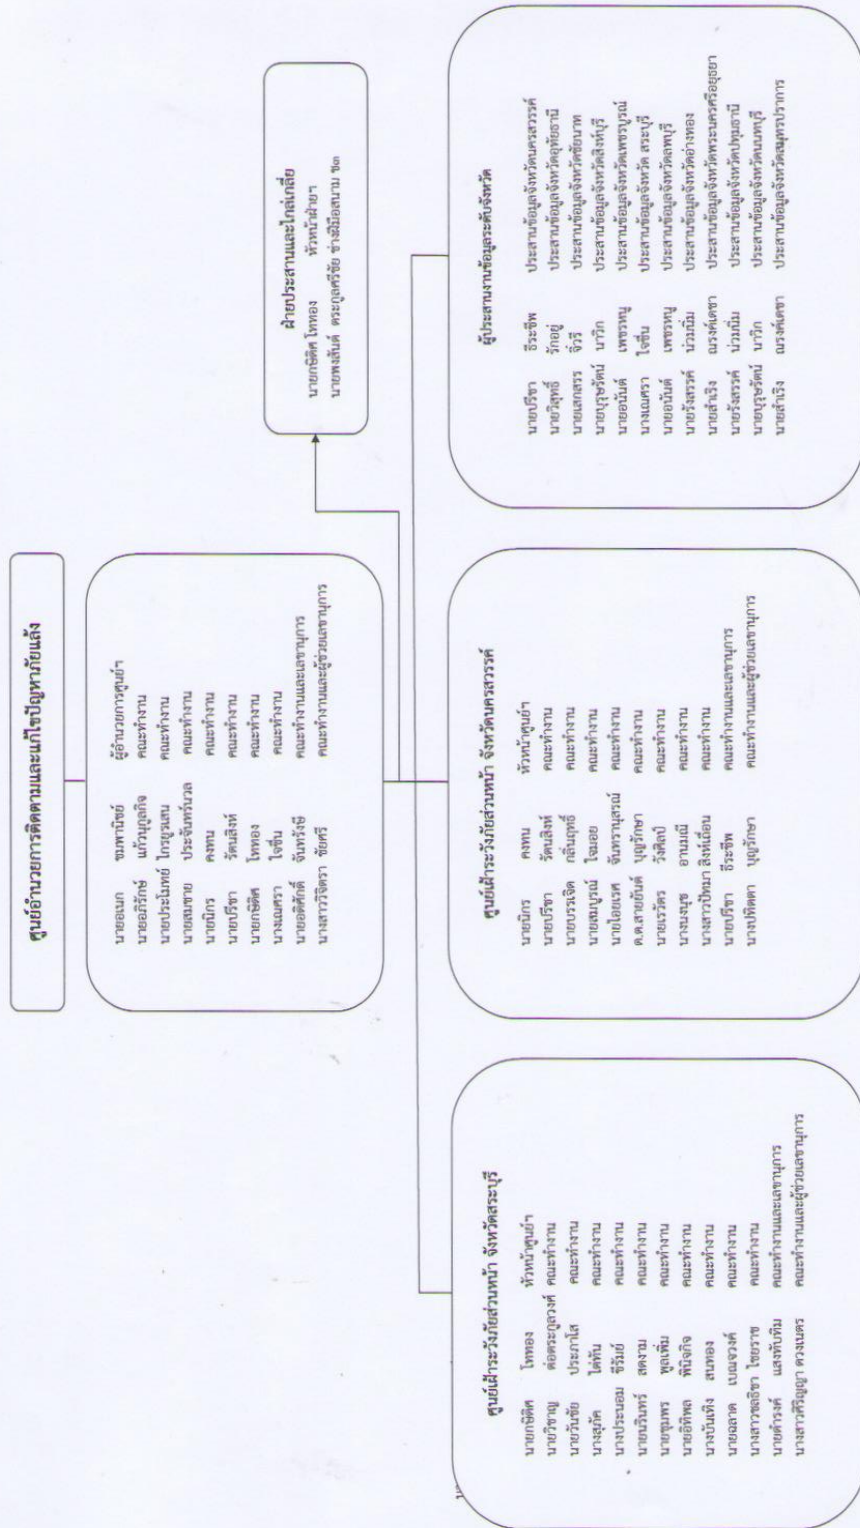 ศูนย์อำนวยการติดตามและแก้ไขปัญหาภัยแล้ง
นายอเนก ชมพานิชย์ ผู้อำนวยการศูนย์ฯ
นายอภิรักษ์ แก้วนุกูลกิจ คณะทำงาน
นายประโมทย์ ไกรยูรเสน คณะทำงาน
นายสมชาย ประจันทร์นวล คณะทำงาน
นายนิกร คงทน คณะทำงาน
นายปรีชา รัตนสิงห์ คณะทำงาน
นายกษิดิศ โททอง คณะทำงาน
นางเณศรา ใจชื่น คณะทำงาน
นายอดิศักดิ์ จันทรังษี คณะทำงานและเลขานุการ
นางสาววิจิตรา ชัยศรี คณะทำงานและผู้ช่วยเลขานุการ
ฝ่ายประสานและไกล่เกลี่ย
นายกษิดิศ โททอง หัวหน้าฝ่ายฯ
นายพงสันต์ ตระกูลศรีชัย ช่างฝีมือสนาม ช๓
ศูนย์เฝ้าระวังภัยส่วนหน้า จังหวัดสระบุรี
นายกษิดิศ โททอง หัวหน้าศูนย์ฯ
นายวิชาญ ต่อตระกูลวงศ์ คณะทำงาน
นายวันชัย ประภาโส คณะทำงาน
นางสุภัค ได่ทัน คณะทำงาน
นางประนอม ชีรัมย์ คณะทำงาน
นายนรินทร์ สดงาม คณะทำงาน
นายชุมพร พูลเพิ่ม คณะทำงาน
นายอิทิพล พินิจกิจ คณะทำงาน
นางบันเทิง สนทอง คณะทำงาน
นายฉลาด เบญจวงค์ คณะทำงาน
นางสาวชลธิชา ไชยราช คณะทำงาน
นายดำรงค์ แสงทับทิม คณะทำงานและเลขานุการ
นางสาวศิริญญา ดวงเนตร คณะทำงานและผู้ช่วยเลขานุการ
ศูนย์เฝ้าระวังภัยส่วนหน้า จังหวัดนครสวรรค์
นายนิกร คงทน หัวหน้าศูนย์ฯ
นายปรีชา รัตนสิงห์ คณะทำงาน
นายบรรเจิด กลิ่นฤทธิ์ คณะทำงาน
นายสมบูรณ์ ใจมอย คณะทำงาน
นายโอยเนศ จันทรานุสรณ์ คณะทำงาน
ต.ต.สายยันต์ บุญรักษา คณะทำงาน
นายเรวัตร วังศิลป์ คณะทำงาน
นางนงนุช อานมณี คณะทำงาน
นางสาวปัทมา สิงห์เถื่อน คณะทำงาน
นายปรีชา ธีระชีพ คณะทำงานและเลขานุการ
นางปทิตตา บุญรักษา คณะทำงานและผู้ช่วยเลขานุการ
ผู้ประสานงานข้อมูลระดับจังหวัด
นายปรีชา ธีระชีพ ประสานข้อมูลจังหวัดนครสวรรค์
นายวิสุทธิ์ รักอยู่ ประสานข้อมูลจังหวัดอุทัยธานี
นายเสกสรร จิ๋วรี ประสานข้อมูลจังหวัดชัยนาท
นายบุรุษรัตน์ นาวิก ประสานข้อมูลจังหวัดสิงห์บุรี
นายอนันต์ เพชรหนู ประสานข้อมูลจังหวัดเพชรบูรณ์
นางเณศรา ใจชื่น ประสานข้อมูลจังหวัด สระบุรี
นายอนันต์ เพชรหนู ประสานข้อมูลจังหวัดลพบุรี
นายรังสรรค์ น่วมนิ่ม ประสานข้อมูลจังหวัดอ่างทอง
นายสำเริง ณรงค์เดชา ประสานข้อมูลจังหวัดพระนครศรีอยุธยา
นายรังสรรค์ น่วมนิ่ม ประสานข้อมูลจังหวัดปทุมธานี
นายบุรุษรัตน์ นาวิก ประสานข้อมูลจังหวัดนนทบุรี
นายสำเริง ณรงค์เดชา ประสานข้อมูลจังหวัดสมุทรปราการ